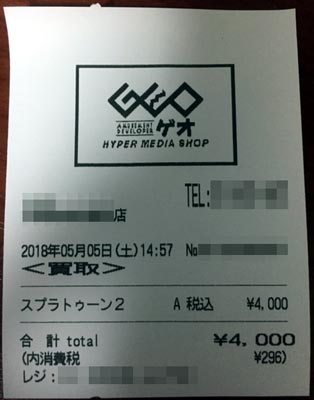 GEO
AMUSEMENT
DEVELOPER ゲオ
HYPER MEDIA SHOP
TEL:
店
2018年05月05日(土)14:57 No
<買取>
スプラトゥーン2 A 税込 ¥4,000
合 計 total ¥4,000
(内消費税 ¥296)
レジ: